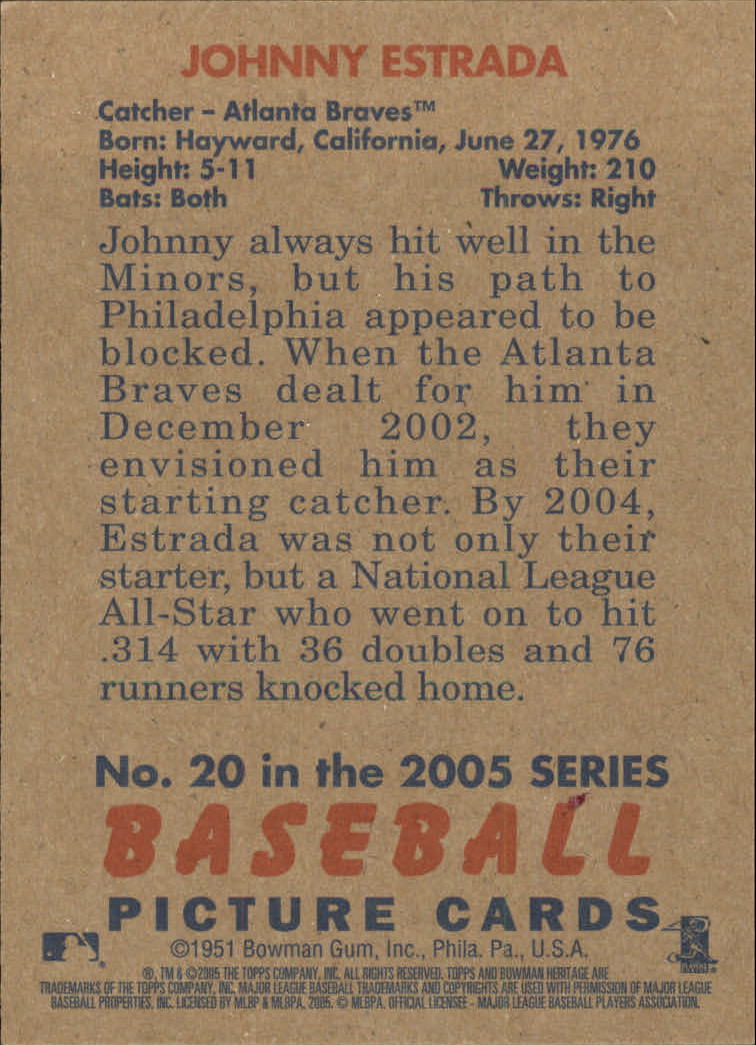 JOHNNY ESTRADA
Catcher – Atlanta Braves™
Born: Hayward, California, June 27, 1976
Height: 5-11 Weight: 210
Bats: Both Throws: Right
Johnny always hit well in the
Minors, but his path to
Philadelphia appeared to be
blocked. When the Atlanta
Braves dealt for him in
December 2002, they
envisioned him as their
starting catcher. By 2004,
Estrada was not only their
starter, but a National League
All-Star who went on to hit
.314 with 36 doubles and 76
runners knocked home.
No. 20 in the 2005 SERIES
BASEBALL
PICTURE CARDS
©1951 Bowman Gum, Inc., Phila. Pa., U.S.A.
®, TM & ©2005 THE TOPPS COMPANY, INC. ALL RIGHTS RESERVED. TOPPS AND BOWMAN HERITAGE ARE
TRADEMARKS OF THE TOPPS COMPANY, INC. MAJOR LEAGUE BASEBALL TRADEMARKS AND COPYRIGHTS ARE USED WITH PERMISSION OF MAJOR LEAGUE
BASEBALL PROPERTIES, INC. LICENSED BY MLBP & MLBPA, 2005. © MLBPA. OFFICIAL LICENSEE - MAJOR LEAGUE BASEBALL PLAYERS ASSOCIATION.